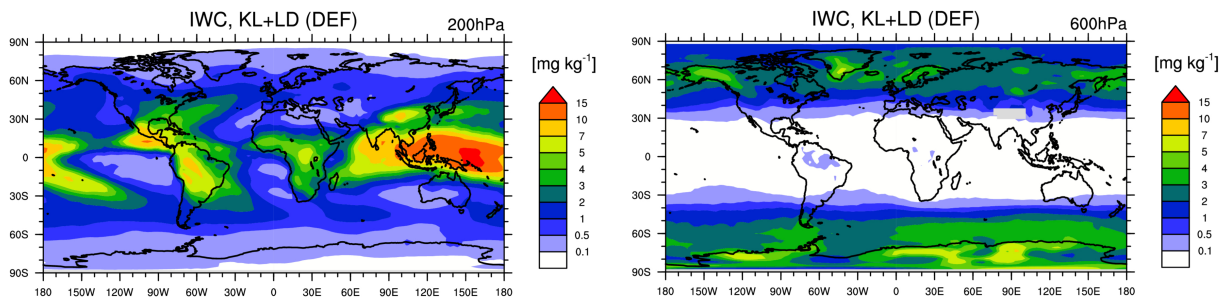 IWC, KL+LD (DEF)
200hPa
90N
60N
30N
0
30S
60S
90S
180 150W 120W 90W 60W 30W 0 30E 60E 90E 120E 150E 180
[mg kg-1]
15
10
7
5
4
3
2
1
0.5
0.1
IWC, KL+LD (DEF)
600hPa
90N
60N
30N
0
30S
60S
90S
180 150W 120W 90W 60W 30W 0 30E 60E 90E 120E 150E 180
[mg kg-1]
15
10
7
5
4
3
2
1
0.5
0.1